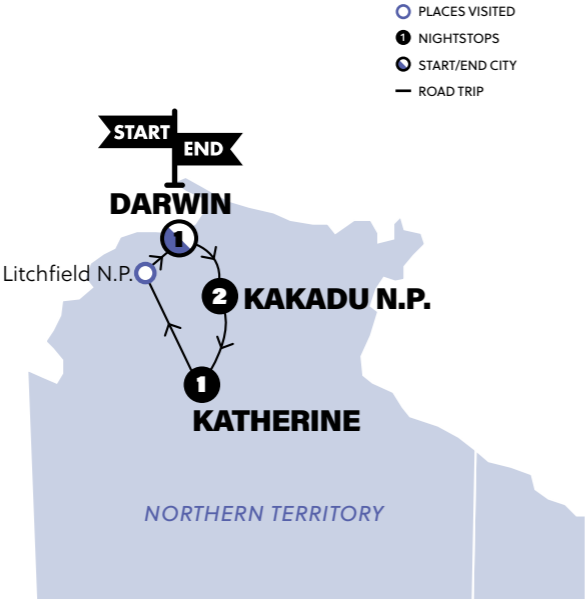 PLACES VISITED
1 NIGHTSTOPS
START/END CITY
ROAD TRIP
START
END
DARWIN
1
Litchfield N.P.
2 KAKADU N.P.
1
KATHERINE
NORTHERN TERRITORY